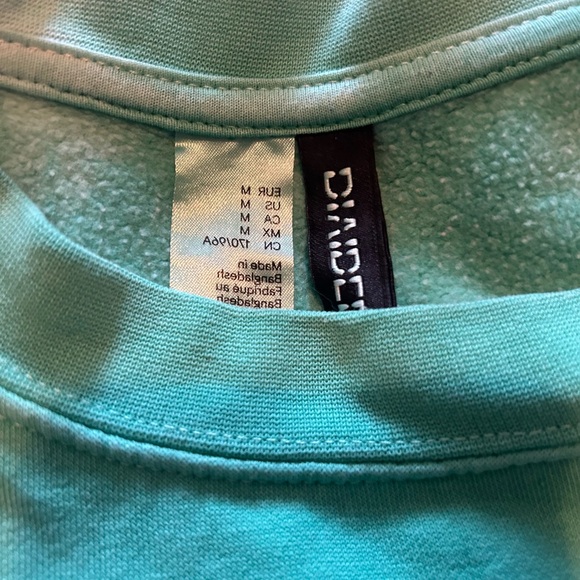 EUR M
US M
CA M
MX M
CN 170/96A
Made in
Bangladesh
Fabriqué au
Bangladesh
DIVIDE